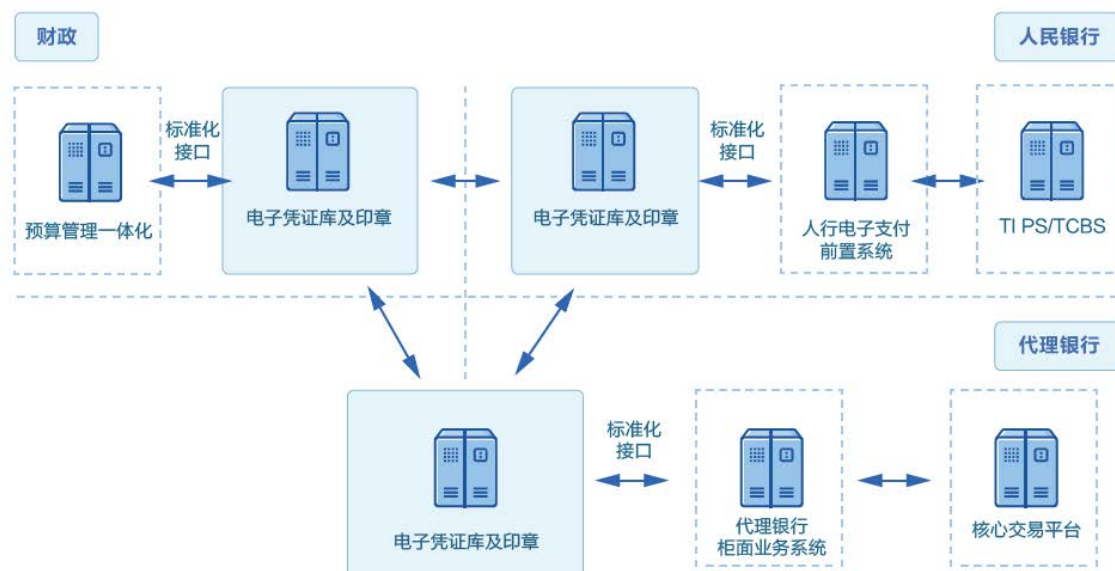 财政
人民银行
标准化
接口
标准化
接口
预算管理一体化
电子凭证库及印章
电子凭证库及印章
人行电子支付
前置系统
TI PS/TCBS
代理银行
标准化
接口
电子凭证库及印章
代理银行
柜面业务系统
核心交易平台